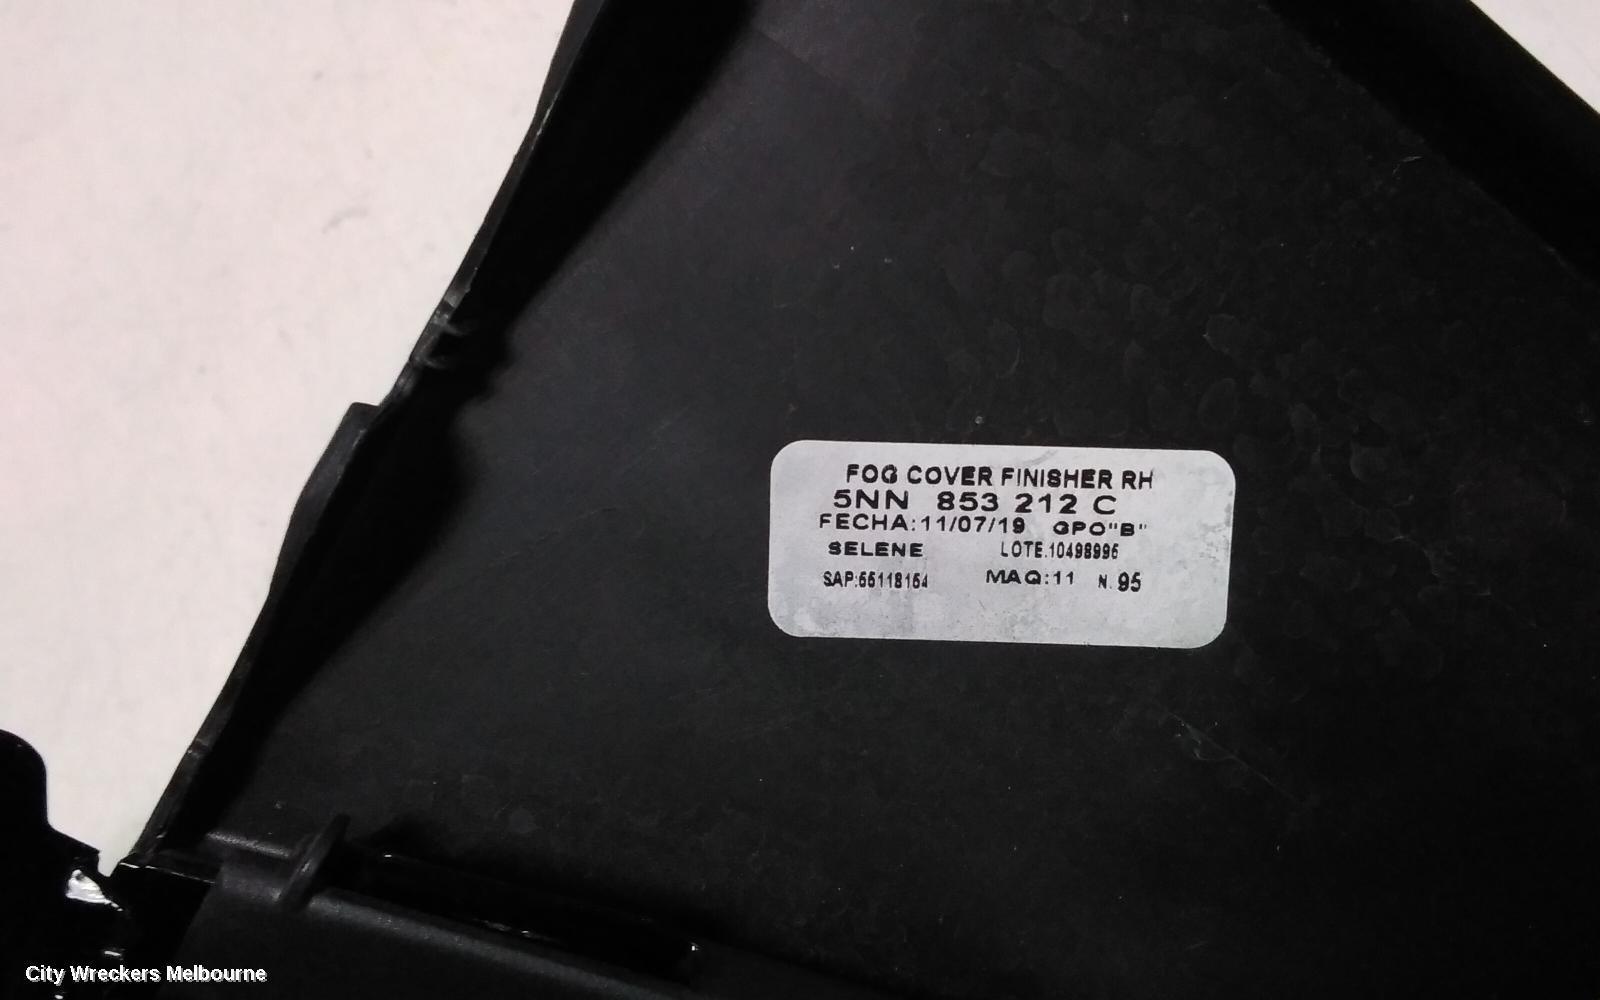 FOG COVER FINISHER RH
5NN 853 212 C
FECHA:11/07/19 GPO"B"
SELENE LOTE.10498996
SAP:55118154 MAQ:11 N. 95
City Wreckers Melbourne